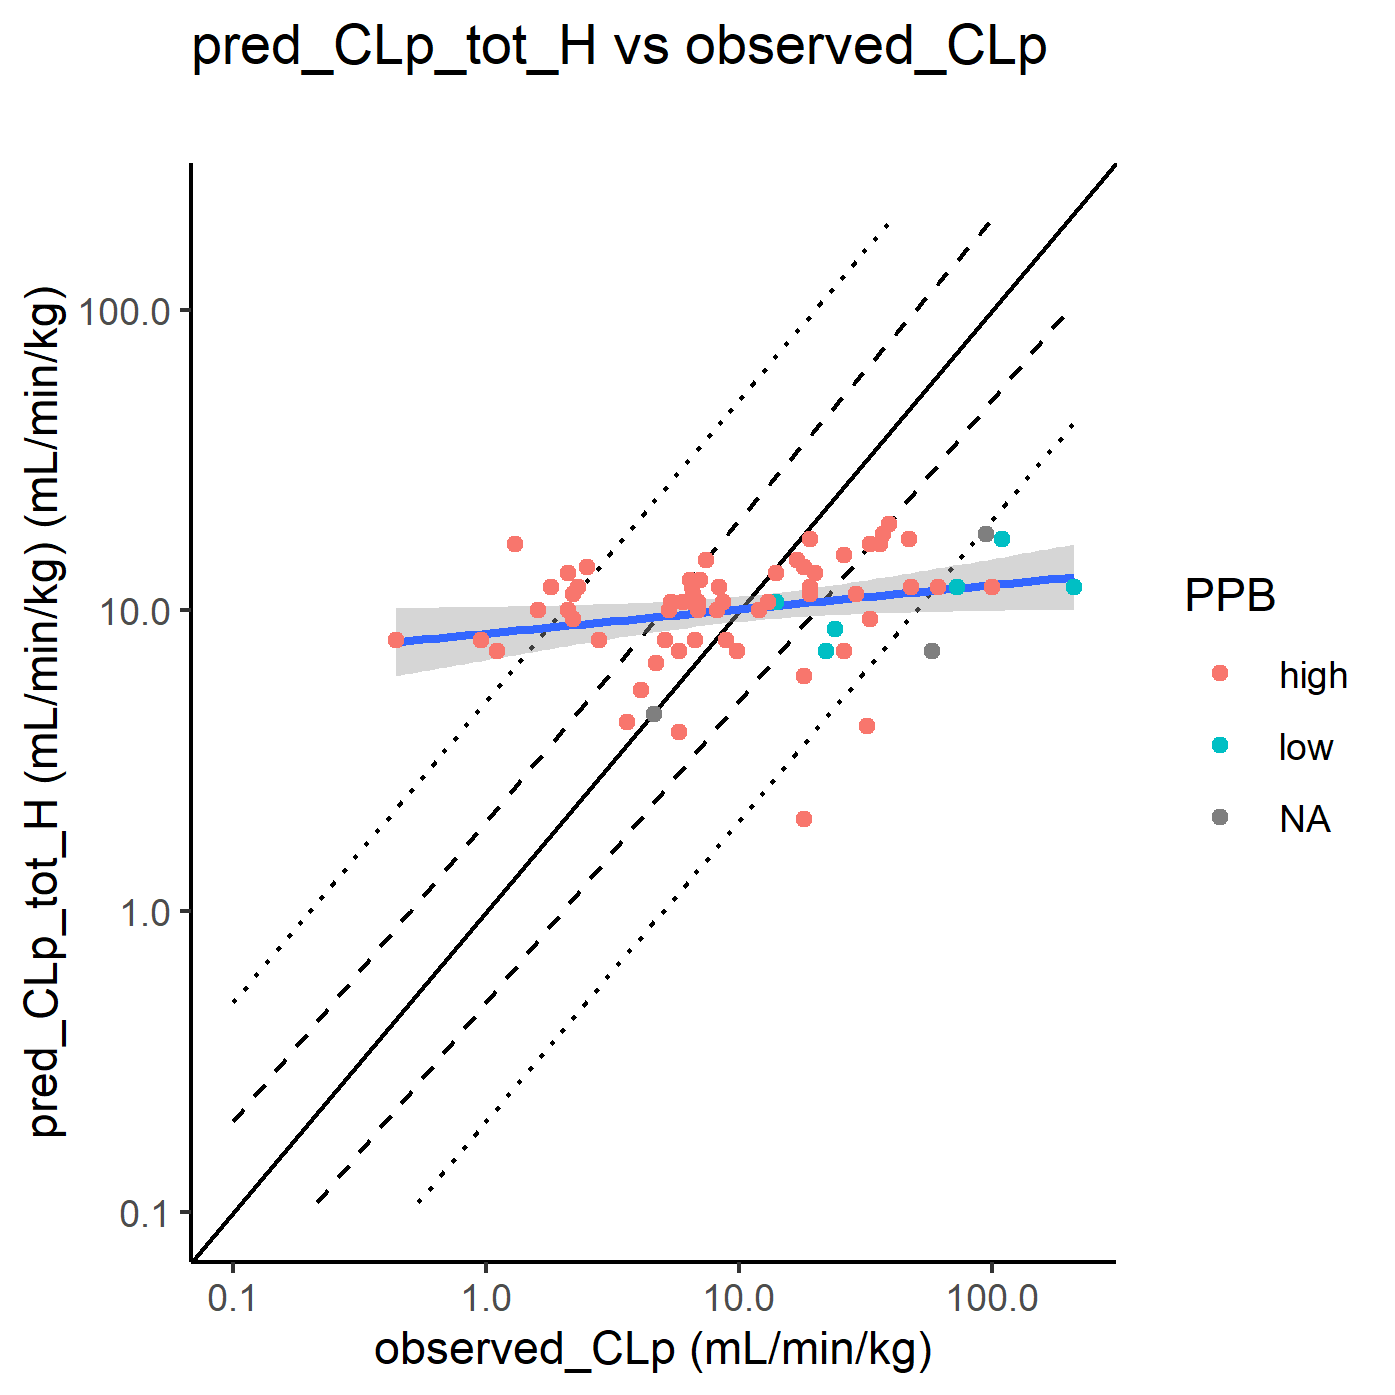 pred_CLp_tot_H vs observed_CLp
pred_CLp_tot_H (mL/min/kg) (mL/min/kg)
100.0
10.0
1.0
0.1
0.1
1.0
10.0
100.0
observed_CLp (mL/min/kg)
PPB
high
low
NA